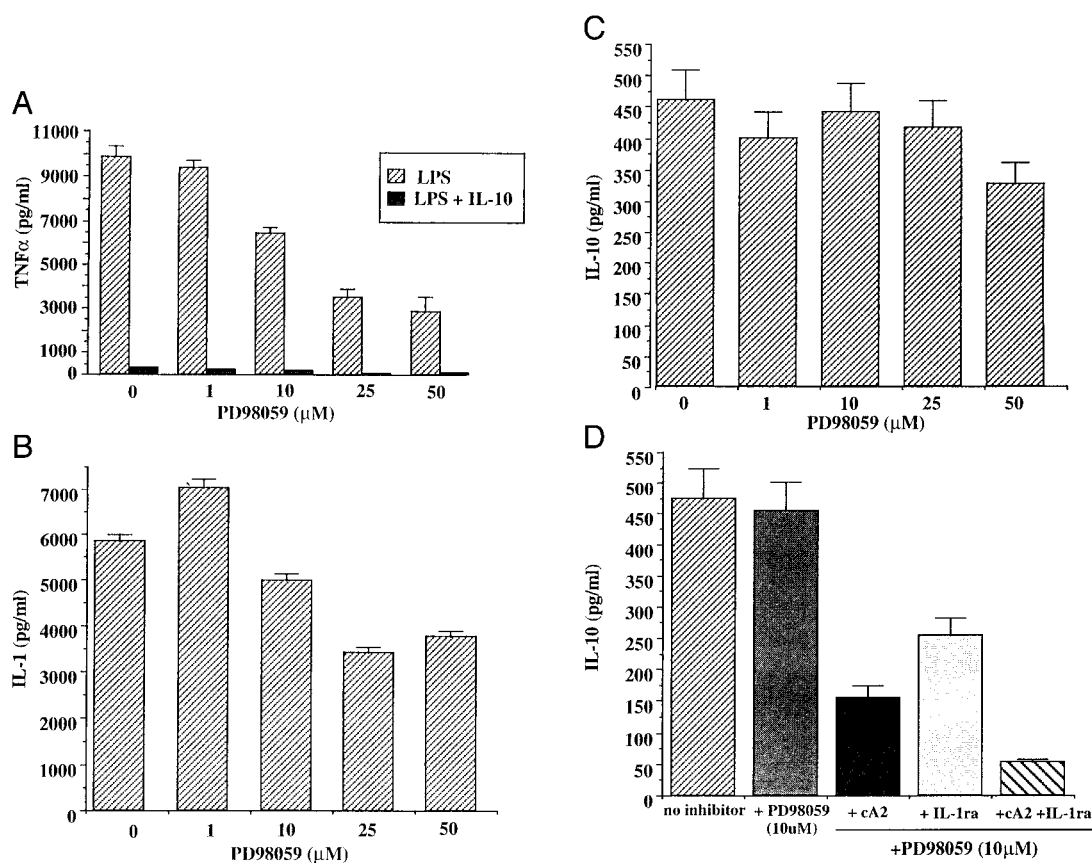 A
11000
9000
7000
5000
3000
1000
0
TNFα (pg/ml)
LPS
LPS + IL-10
0 1 10 25 50
PD98059 (μM)
B
7000
6000
5000
4000
3000
2000
1000
0
IL-1 (pg/ml)
0 1 10 25 50
PD98059 (μM)
C
550
500
450
400
350
300
250
200
150
100
50
0
IL-10 (pg/ml)
0 1 10 25 50
PD98059 (μM)
D
550
500
450
400
350
300
250
200
150
100
50
0
IL-10 (pg/ml)
no inhibitor + PD98059 + cA2 + IL-1ra +cA2 +IL-1ra
(10uM)
+PD98059 (10μM)